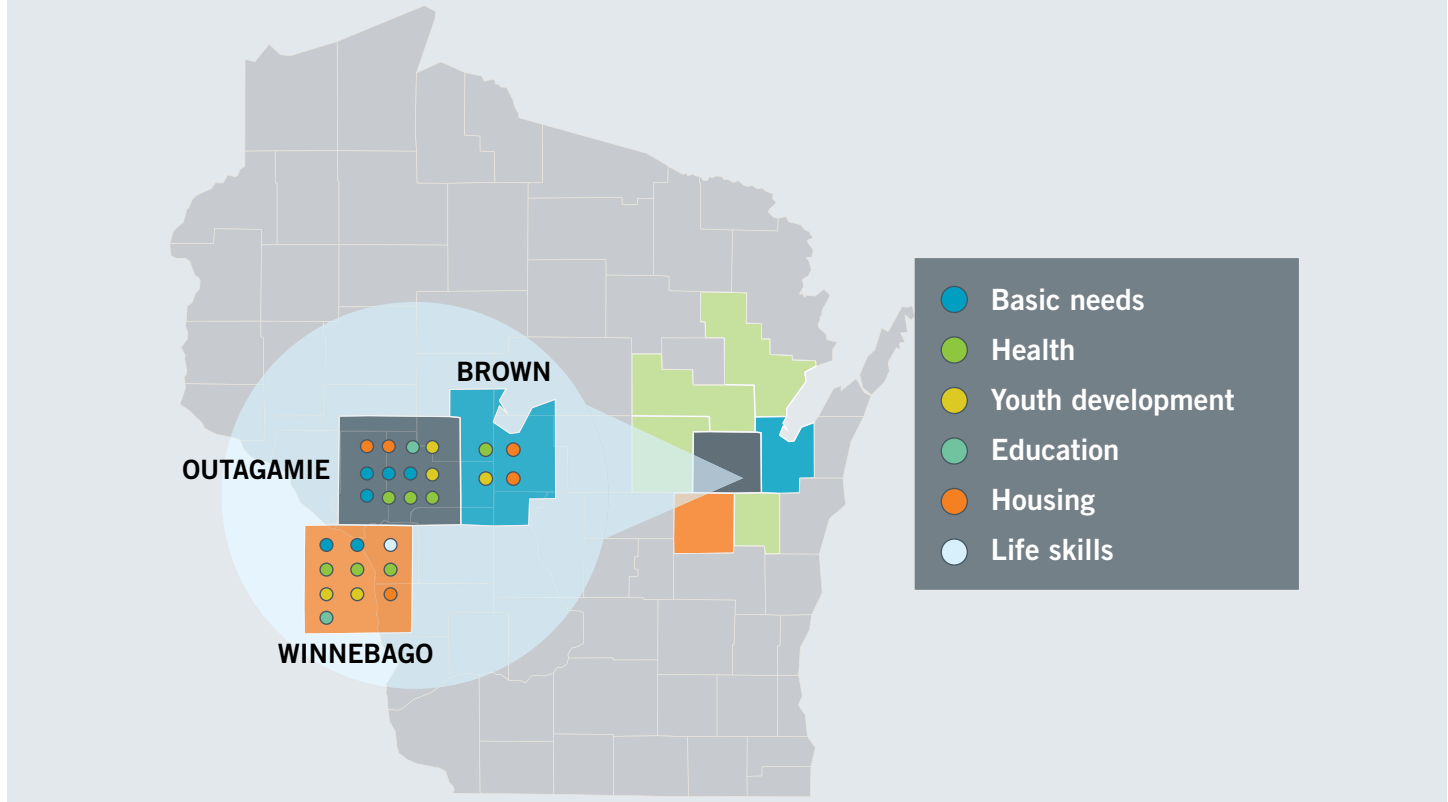 BROWN
OUTAGAMIE
WINNEBAGO
Basic needs
Health
Youth development
Education
Housing
Life skills